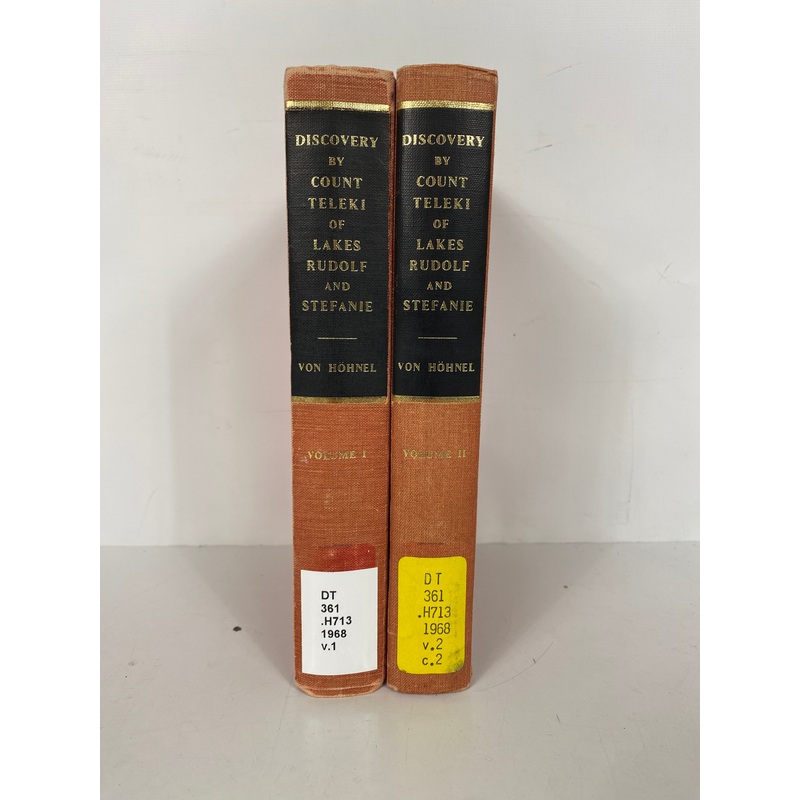 DISCOVERY
BY
COUNT
TELEKI
OF
LAKES
RUDOLF
AND
STEFANIE
VON HÖHNEL
VOLUME I
DT
361
.H713
1968
v.1
DISCOVERY
BY
COUNT
TELEKI
OF
LAKES
RUDOLF
AND
STEFANIE
VON HÖHNEL
VOLUME II
DT
361
.H713
1968
v.2
c.2